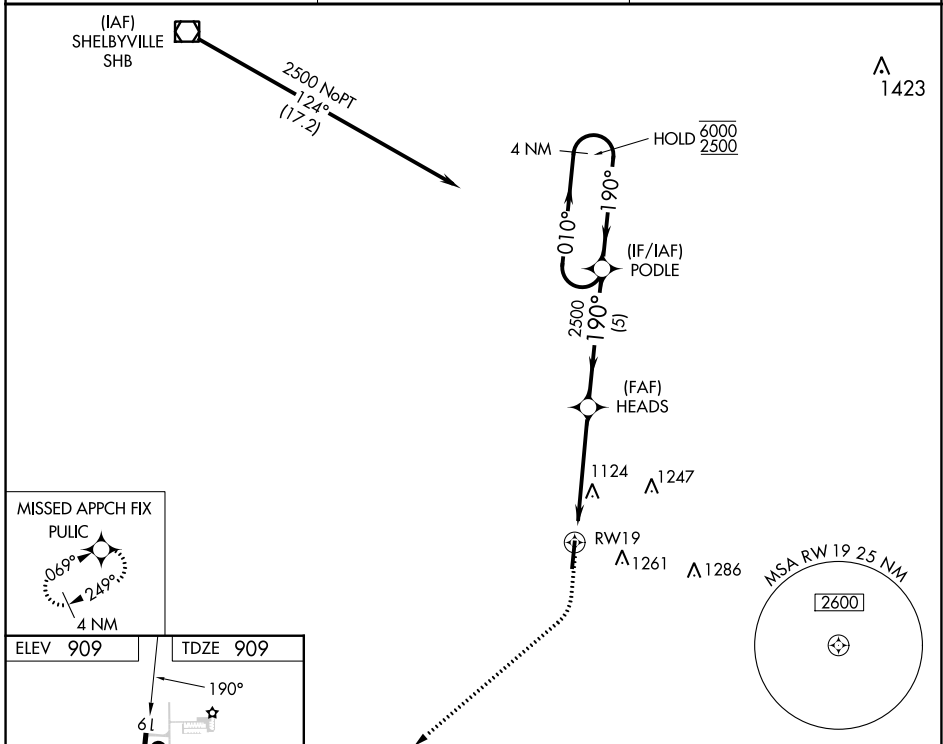 (IAF)
SHELBYVILLE
SHB
2500 NoPT
124°
(17.2)
1423
4 NM
HOLD 6000
2500
190°
010°
(IF/IAF)
PODLE
2500
190°
(5)
(FAF)
HEADS
1124
1247
RW19
1261
1286
MISSED APPCH FIX
PULIC
069°
249°
4 NM
MSA RW 19 25 NM
2600
ELEV 909
TDZE 909
190°
19